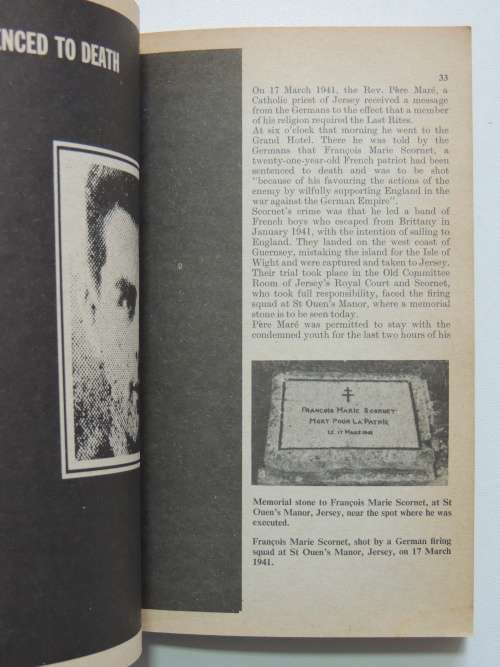 ENCED TO DEATH
33
On 17 March 1941, the Rev. Père Maré, a
Catholic priest of Jersey received a message
from the Germans to the effect that a member
of his religion required the Last Rites.
At six o'clock that morning he went to the
Grand Hotel. There he was told by the
Germans that François Marie Scornet, a
twenty-one-year-old French patriot had been
sentenced to death and was to be shot
"because of his favouring the actions of the
enemy by wilfully supporting England in the
war against the German Empire".
Scornet's crime was that he led a band of
French boys who escaped from Brittany in
January 1941, with the intention of sailing to
England. They landed on the west coast of
Guernsey, mistaking the island for the Isle of
Wight and were captured and taken to Jersey.
Their trial took place in the Old Committee
Room of Jersey's Royal Court and Scornet,
who took full responsibility, faced the firing
squad at St Ouen's Manor, where a memorial
stone is to be seen today.
Père Maré was permitted to stay with the
condemned youth for the last two hours of his
FRANÇOIS MARIE SCORNET
MORT POUR LA PATRIE
LE 17 MARS 1941
Memorial stone to François Marie Scornet, at St
Ouen's Manor, Jersey, near the spot where he was
executed.
François Marie Scornet, shot by a German firing
squad at St Ouen's Manor, Jersey, on 17 March
1941.